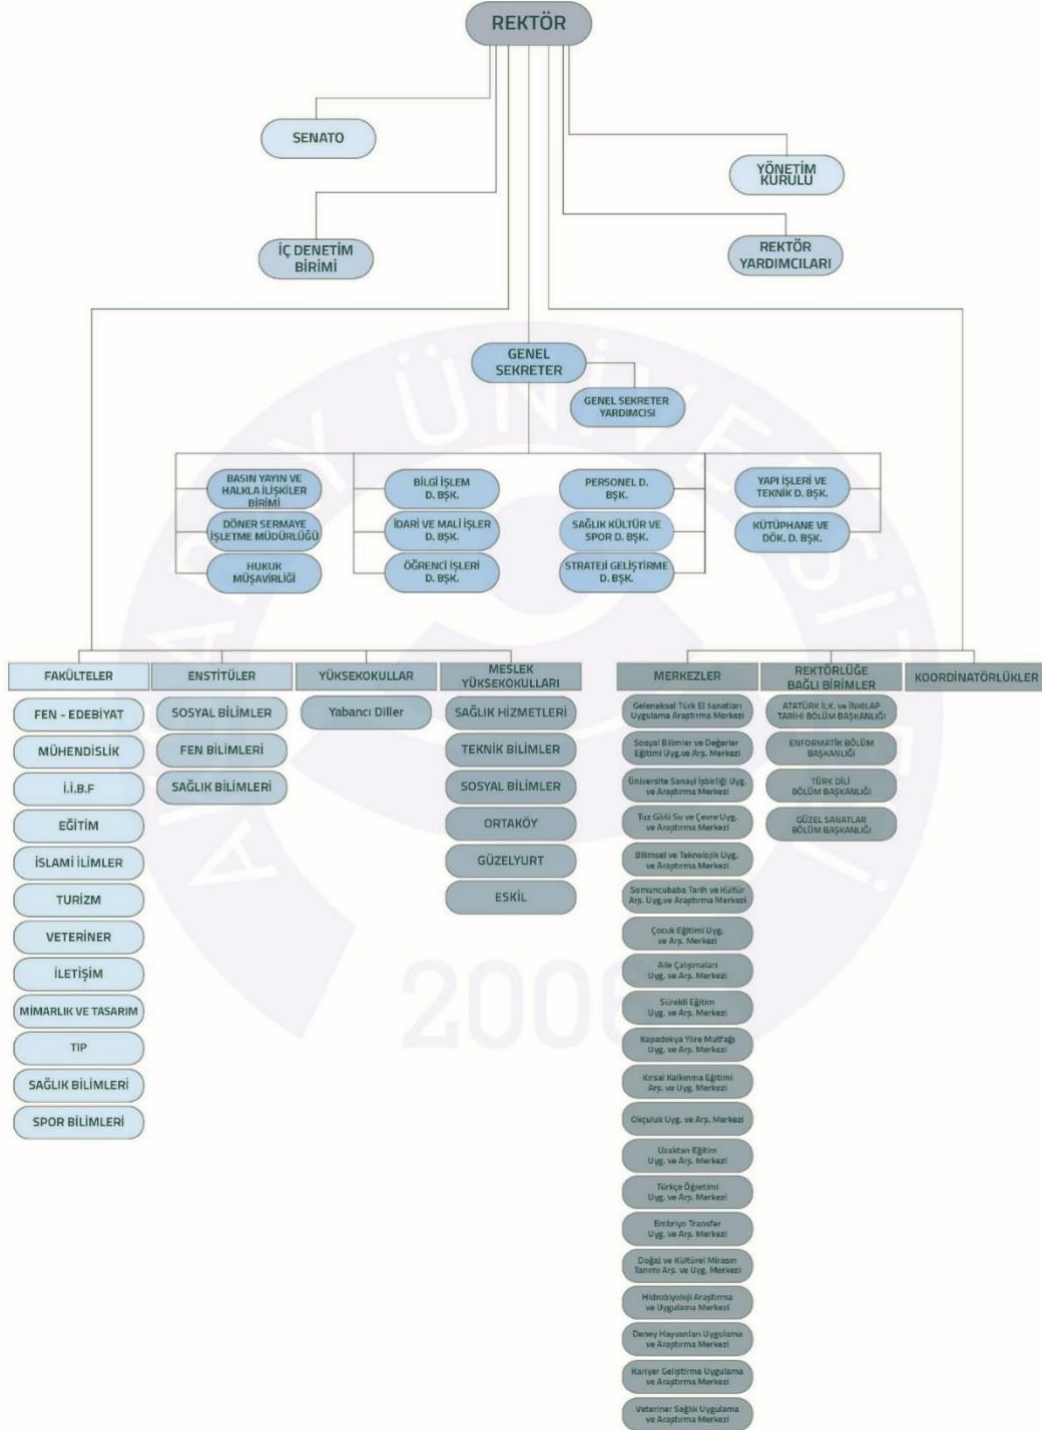 REKTÖR
SENATO
YÖNETİM
KURULU
İÇ DENETİM
BİRİMİ
REKTÖR
YARDIMCILARI
GENEL
SEKRETER
GENEL SEKRETER
YARDIMCISI
BASIN YAYIN VE
HALKLA İLİŞKİLER
BİRİMİ
BİLGİ İŞLEM
D. BŞK.
PERSONEL D.
BŞK.
YAPI İŞLERİ VE
TEKNİK D. BŞK.
DÖNER SERMAYE
İŞLETME MÜDÜRLÜĞÜ
İDARİ VE MALİ İŞLER
D. BŞK.
SAĞLIK KÜLTÜR VE
SPOR D. BŞK.
KÜTÜPHANE VE
DÖK. D. BŞK.
HUKUK
MÜŞAVİRLİĞİ
ÖĞRENCİ İŞLERİ
D. BŞK.
STRATEJİ GELİŞTİRME
D. BŞK.
FAKÜLTELER
FEN - EDEBİYAT
MÜHENDİSLİK
İ.İ.B.F
EĞİTİM
İSLAMİ İLİMLER
TURİZM
VETERİNER
İLETİŞİM
MİMARLIK VE TASARIM
TIP
SAĞLIK BİLİMLERİ
SPOR BİLİMLERİ
ENSTİTÜLER
SOSYAL BİLİMLER
FEN BİLİMLERİ
SAĞLIK BİLİMLERİ
YÜKSEKOKULLAR
Yabancı Diller
MESLEK
YÜKSEKOKULLARI
SAĞLIK HİZMETLERİ
TEKNİK BİLİMLER
SOSYAL BİLİMLER
ORTAKÖY
GÜZELYURT
ESKİL
MERKEZLER
Geleneksel Türk El Sanatları
Uygulama Araştırma Merkezi
Sosyal Bilimler ve Değerler
Eğitimi Uyg.ve Arş. Merkezi
Üniversite Sanayi İşbirliği Uyg.
ve Araştırma Merkezi
Tuz Gölü Su ve Çevre Uyg.
ve Araştırma Merkezi
Bilimsel ve Teknolojik Uyg.
ve Araştırma Merkezi
Somuncubaba Tarih ve Kültür
Arş. Uyg.ve Araştırma Merkezi
Çocuk Eğitimi Uyg.
ve Arş. Merkezi
Aile Çalışmaları
Uyg. ve Arş. Merkezi
Sürekli Eğitim
Uyg. ve Arş. Merkezi
Kapadokya Yöre Mutfağı
Uyg. ve Arş. Merkezi
Kırsal Kalkınma Eğitimi
Arş. ve Uyg. Merkezi
Okçuluk Uyg. ve Arş. Merkezi
Uzaktan Eğitim
Uyg. ve Arş. Merkezi
Türkçe Öğretimi
Uyg. ve Arş. Merkezi
Embriyo Transfer
Uyg. ve Arş. Merkezi
Doğal ve Kültürel Mirasın
Tanımı Arş. ve Uyg. Merkezi
Hidrobiyoloji Araştırma
ve Uygulama Merkezi
Deney Hayvanları Uygulama
ve Araştırma Merkezi
Kariyer Geliştirme Uygulama
ve Araştırma Merkezi
Veteriner Sağlık Uygulama
ve Araştırma Merkezi
REKTÖRLÜĞE
BAĞLI BİRİMLER
ATATÜRK İLK. ve İNKILAP
TARİHİ BÖLÜM BAŞKANLIĞI
ENFORMATİK BÖLÜM
BAŞKANLIĞI
TÜRK DİLİ
BÖLÜM BAŞKANLIĞI
GÜZEL SANATLAR
BÖLÜM BAŞKANLIĞI
KOORDİNATÖRLÜKLER
AKSARAY ÜNİVERSİTESİ
2006